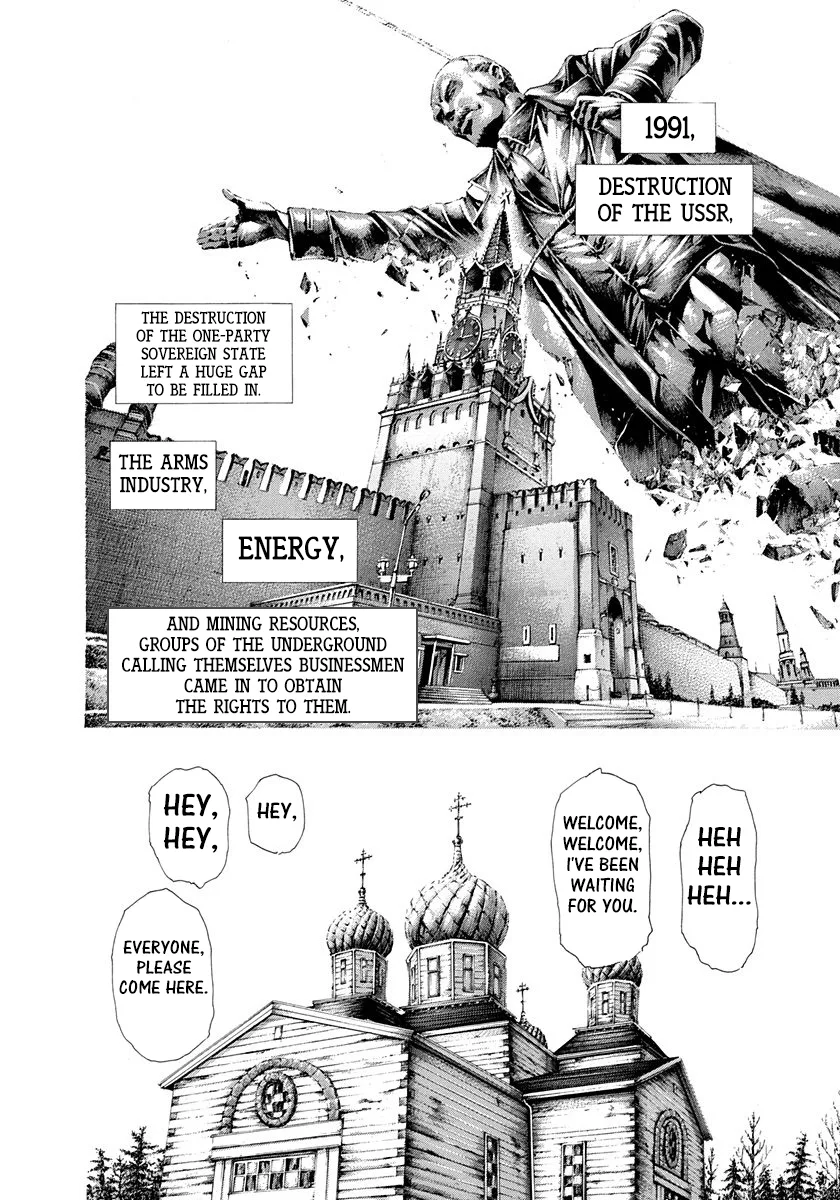 1991,
DESTRUCTION
OF THE USSR,
THE DESTRUCTION
OF THE ONE-PARTY
SOVEREIGN STATE
LEFT A HUGE GAP
TO BE FILLED IN.
THE ARMS
INDUSTRY,
ENERGY,
AND MINING RESOURCES,
GROUPS OF THE UNDERGROUND
CALLING THEMSELVES BUSINESSMEN
CAME IN TO OBTAIN
THE RIGHTS TO THEM.
HEH
HEH
HEH...
WELCOME,
WELCOME,
I'VE BEEN
WAITING
FOR YOU.
HEY,
HEY,
HEY,
EVERYONE,
PLEASE
COME HERE.